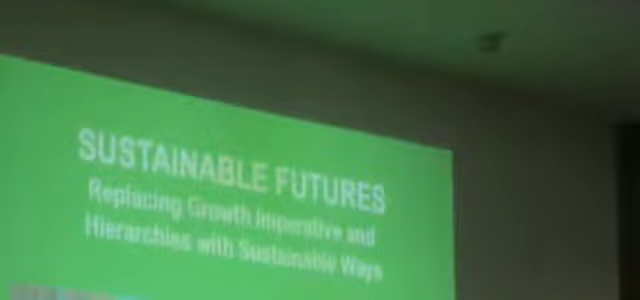 SUSTAINABLE FUTURES
Replacing Growth Imperative and
Hierarchies with Sustainable Ways